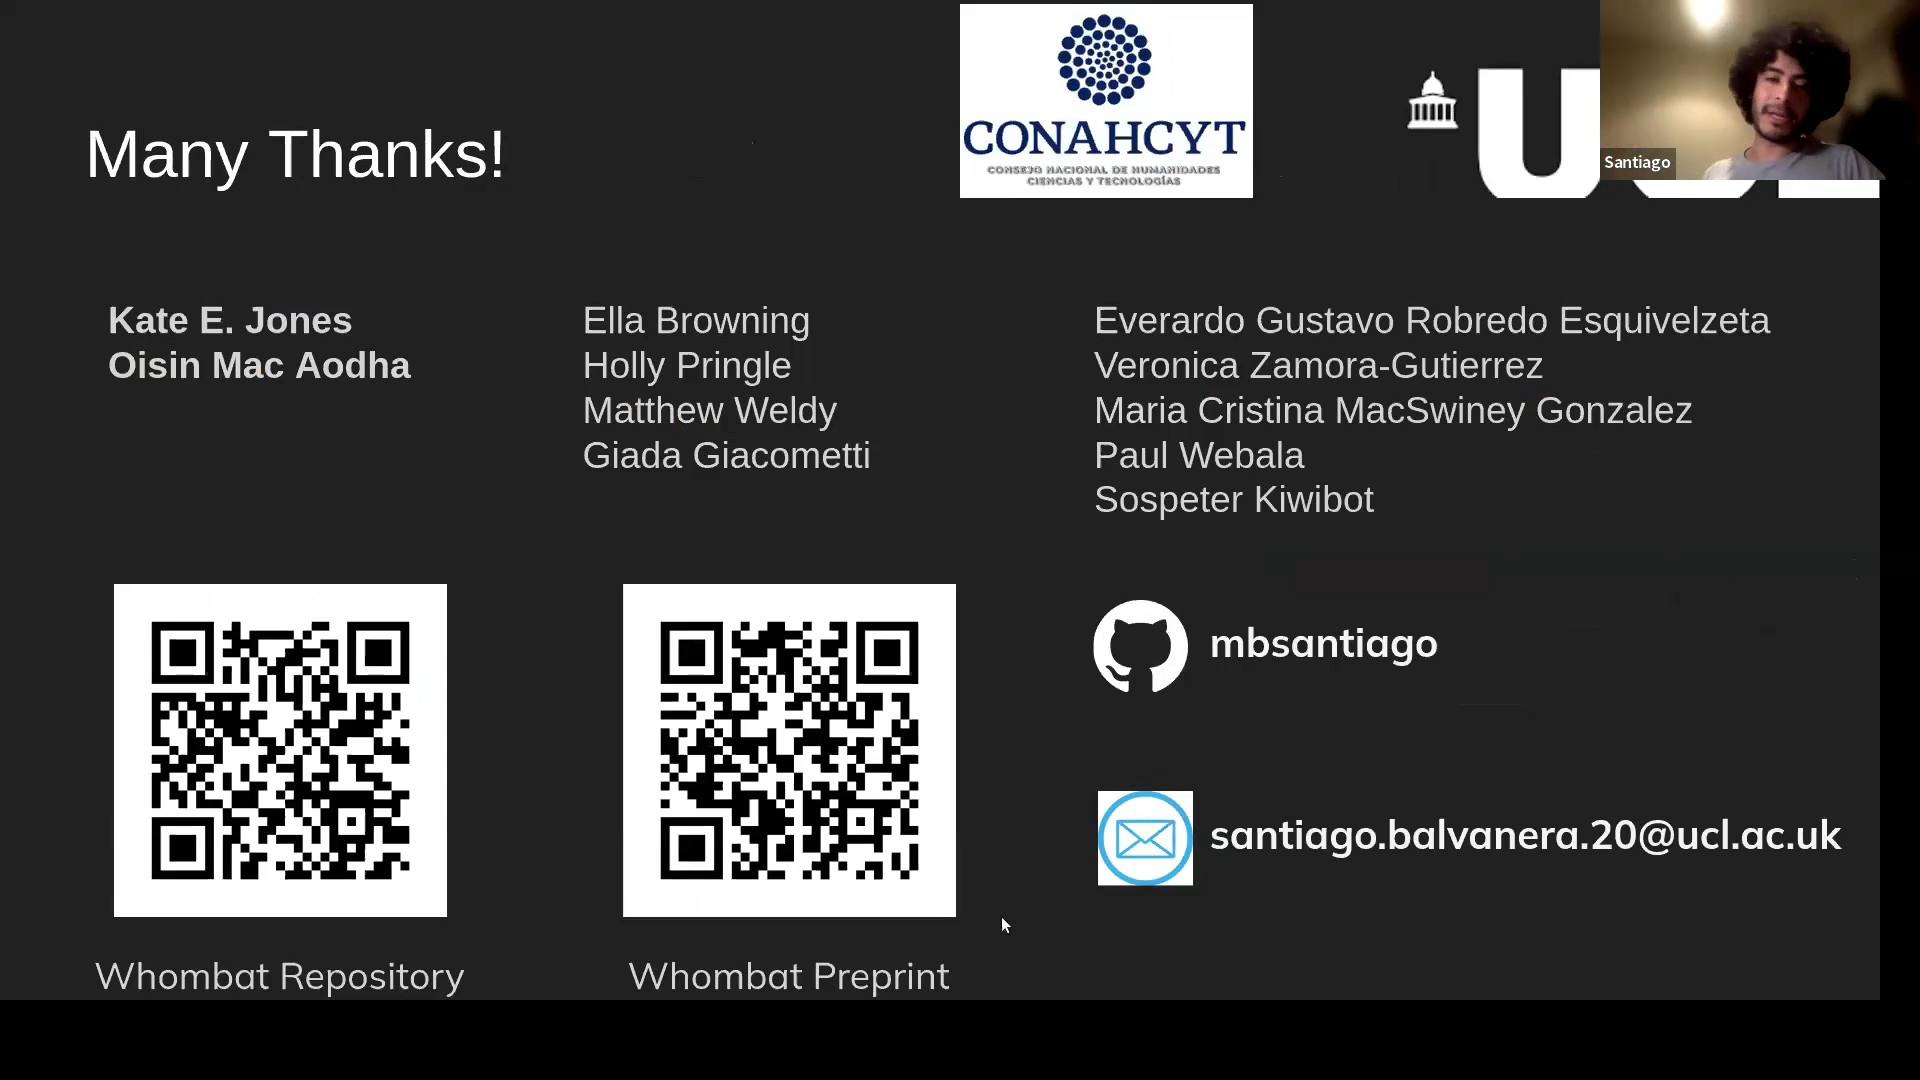 Many Thanks!
CONAHCYT
CONSEJO NACIONAL DE HUMANIDADES
CIENCIAS Y TECNOLOGÍAS
Santiago
Kate E. Jones
Oisin Mac Aodha
Ella Browning
Holly Pringle
Matthew Weldy
Giada Giacometti
Everardo Gustavo Robredo Esquivelzeta
Veronica Zamora-Gutierrez
Maria Cristina MacSwiney Gonzalez
Paul Webala
Sospeter Kiwibot
mbsantiago
santiago.balvanera.20@ucl.ac.uk
Whombat Repository
Whombat Preprint